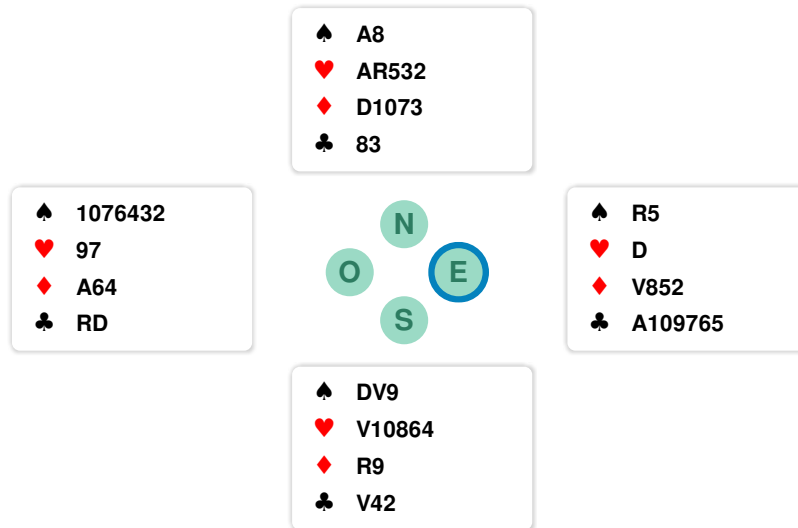 ♠ A8
♥ AR532
♦ D1073
♣ 83
♠ 1076432
♥ 97
♦ A64
♣ RD
N
O
E
S
♠ R5
♥ D
♦ V852
♣ A109765
♠ DV9
♥ V10864
♦ R9
♣ V42